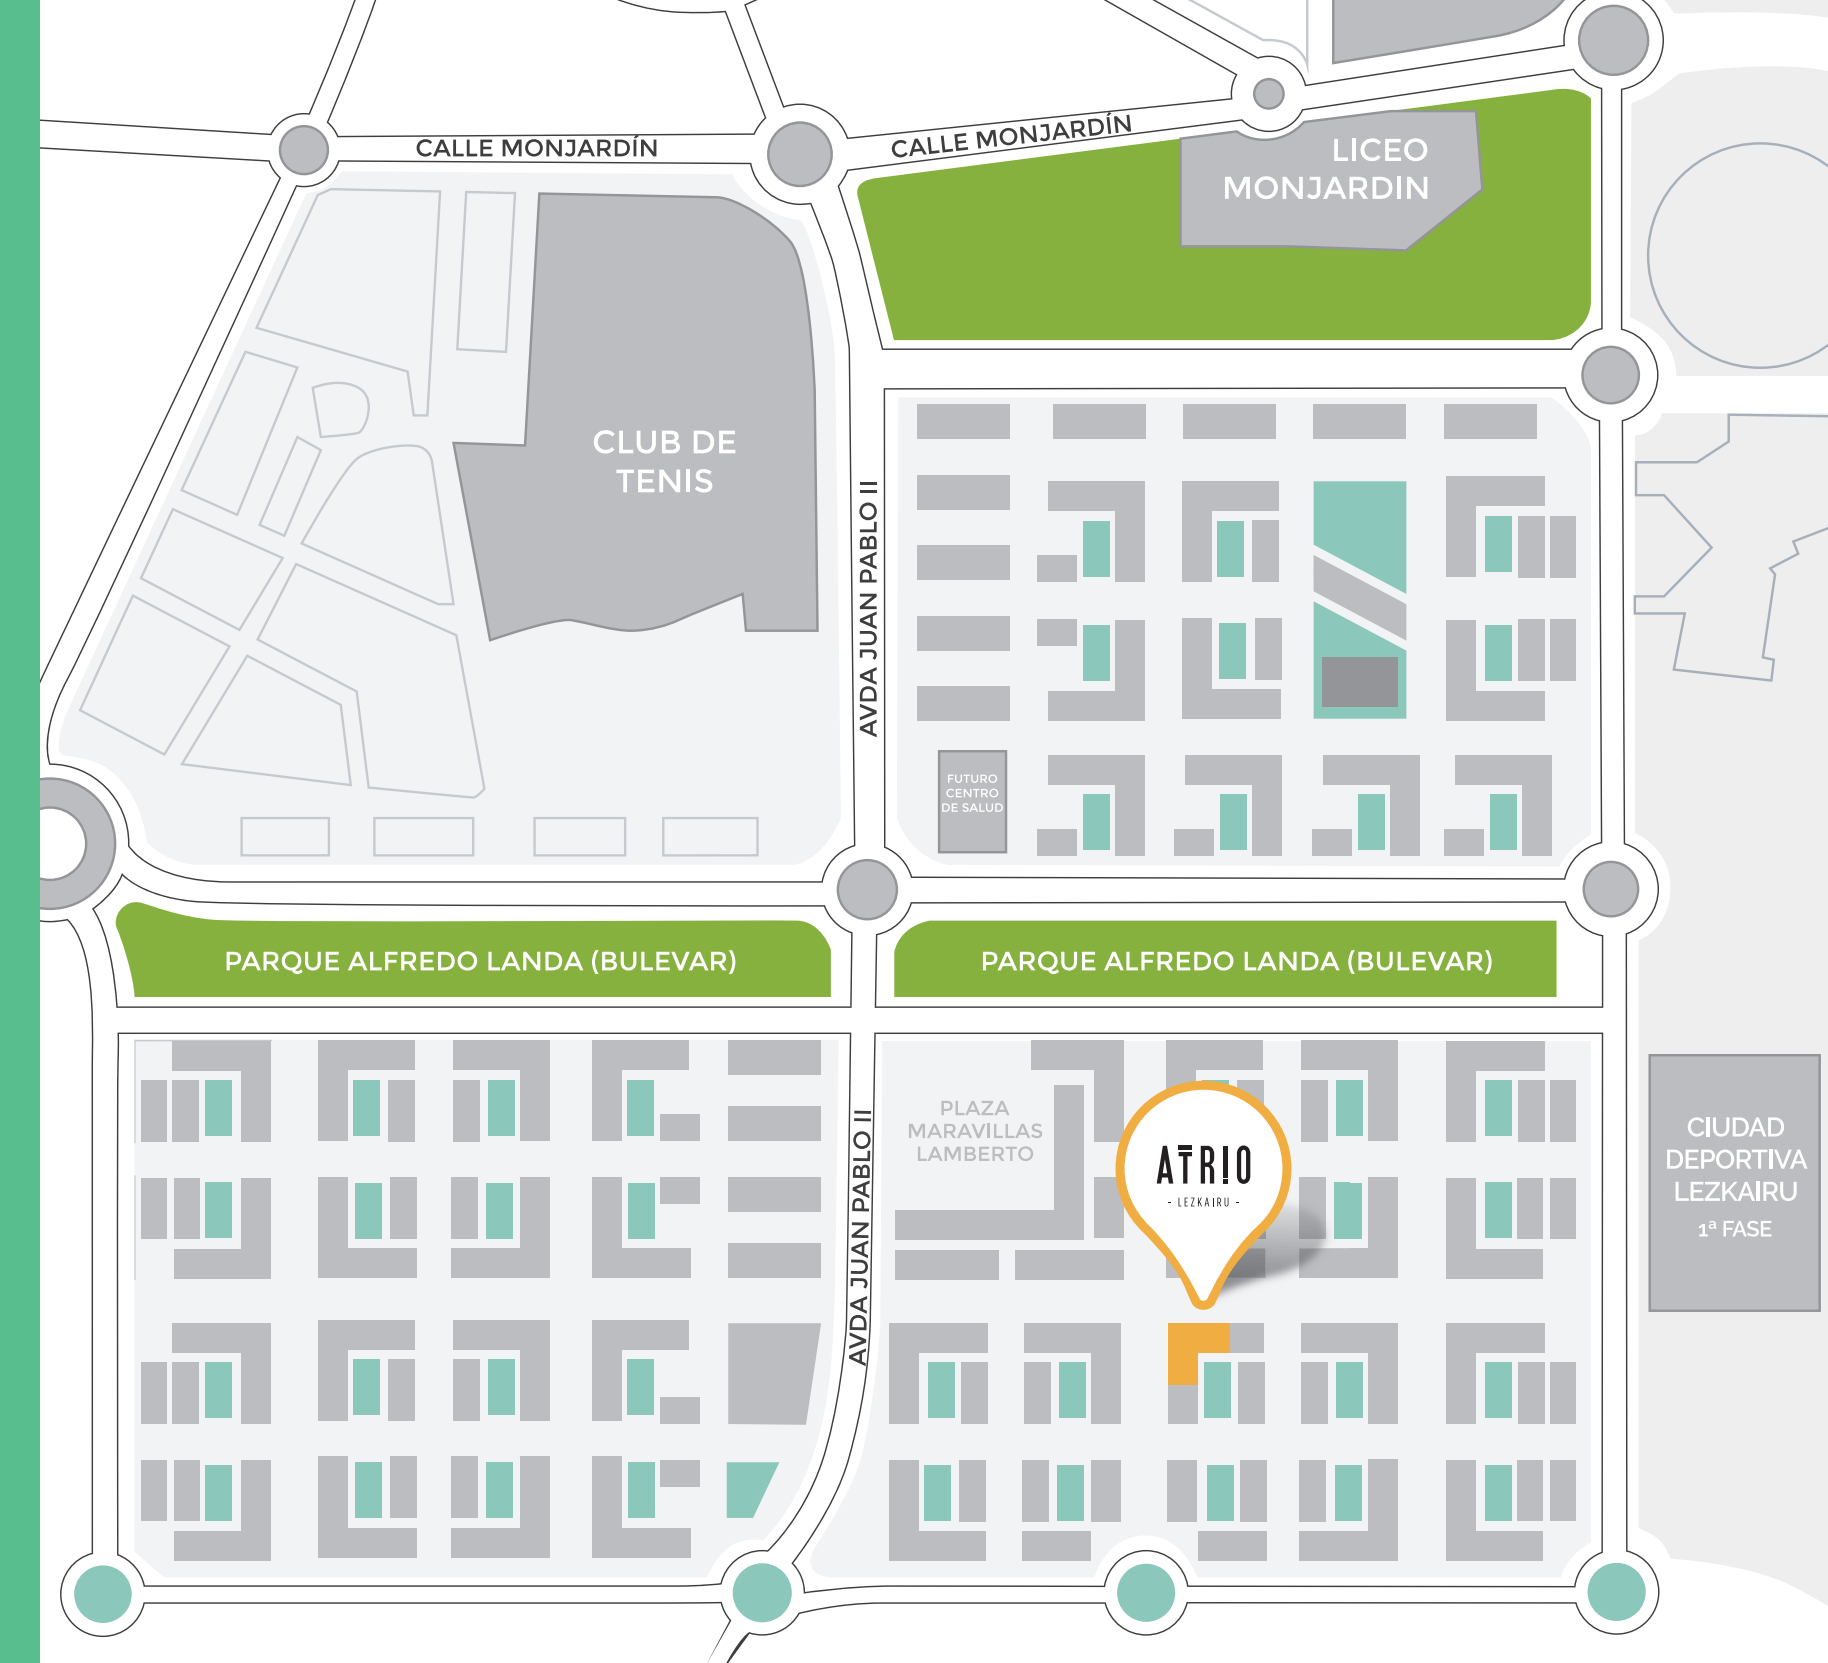 CALLE MONJARDÍN
CALLE MONJARDÍN
LICEO
MONJARDIN
CLUB DE
TENIS
AVDA JUAN PABLO II
FUTURO
CENTRO
DE SALUD
PARQUE ALFREDO LANDA (BULEVAR)
PARQUE ALFREDO LANDA (BULEVAR)
PLAZA
MARAVILLAS
LAMBERTO
AVDA JUAN PABLO II
ATRIO
- LEZKAIRU -
CIUDAD
DEPORTIVA
LEZKAIRU
1ª FASE